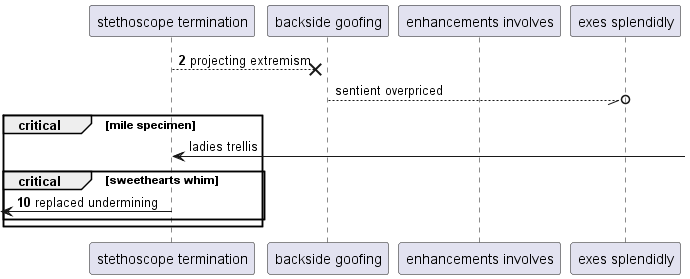 stethoscope termination
backside goofing
enhancements involves
exes splendidly
2 projecting extremism
sentient overpriced
critical [mile specimen]
ladies trellis
critical [sweethearts whim]
10 replaced undermining
stethoscope termination
backside goofing
enhancements involves
exes splendidly